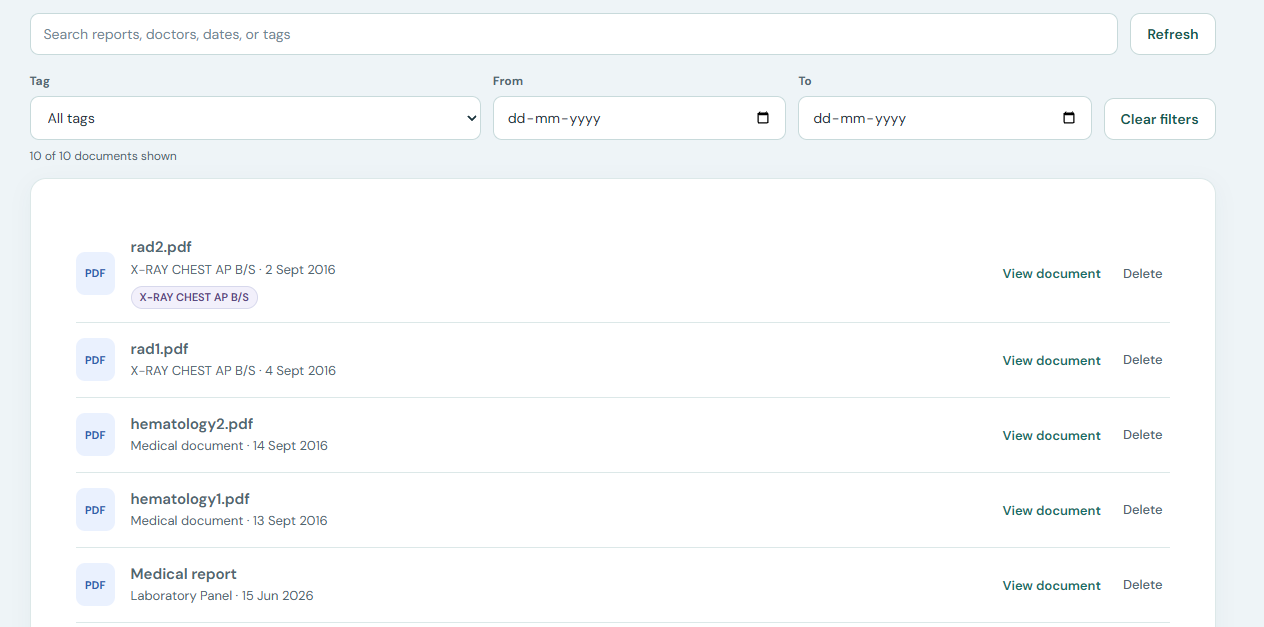 Search reports, doctors, dates, or tags
Refresh
Tag
From
To
All tags
dd-mm-yyyy
dd-mm-yyyy
Clear filters
10 of 10 documents shown
PDF
rad2.pdf
X-RAY CHEST AP B/S · 2 Sept 2016
X-RAY CHEST AP B/S
View document
Delete
PDF
rad1.pdf
X-RAY CHEST AP B/S · 4 Sept 2016
View document
Delete
PDF
hematology2.pdf
Medical document · 14 Sept 2016
View document
Delete
PDF
hematology1.pdf
Medical document · 13 Sept 2016
View document
Delete
PDF
Medical report
Laboratory Panel · 15 Jun 2026
View document
Delete